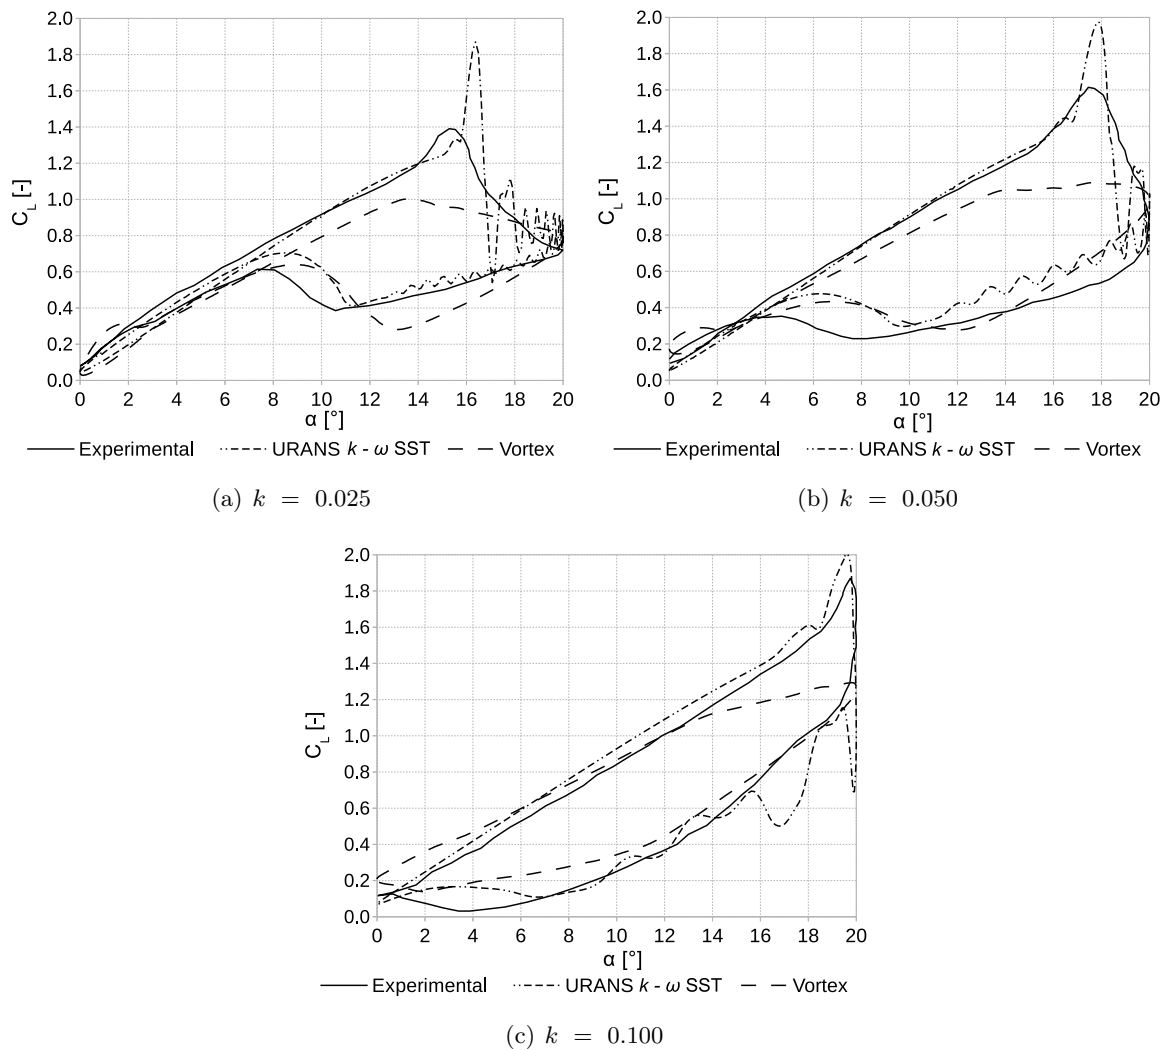 2.0
1.8
1.6
1.4
1.2
1.0
0.8
0.6
0.4
0.2
0.0
C_L [-]
0 2 4 6 8 10 12 14 16 18 20
α [°]
Experimental URANS k - ω SST Vortex
(a) k = 0.025
2.0
1.8
1.6
1.4
1.2
1.0
0.8
0.6
0.4
0.2
0.0
C_L [-]
0 2 4 6 8 10 12 14 16 18 20
α [°]
Experimental URANS k - ω SST Vortex
(b) k = 0.050
2.0
1.8
1.6
1.4
1.2
1.0
0.8
0.6
0.4
0.2
0.0
C_L [-]
0 2 4 6 8 10 12 14 16 18 20
α [°]
Experimental URANS k - ω SST Vortex
(c) k = 0.100